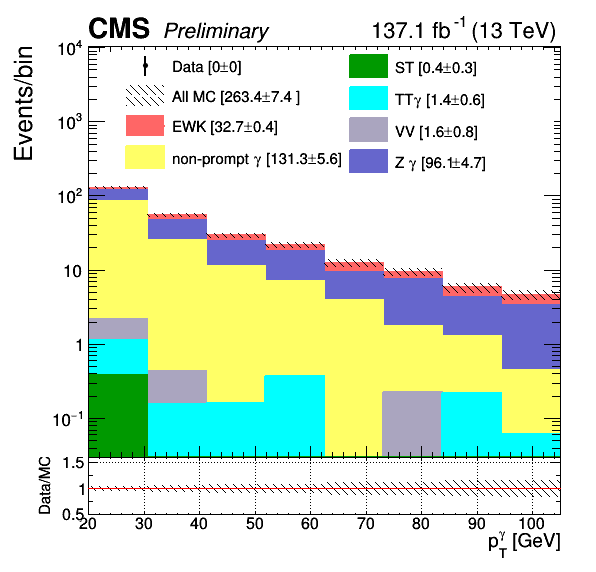 CMS Preliminary 137.1 fb⁻¹ (13 TeV)
Events/bin
10⁴
10³
10²
10
1
10⁻¹
Data [0±0]
All MC [263.4±7.4 ]
EWK [32.7±0.4]
non-prompt γ [131.3±5.6]
ST [0.4±0.3]
TTγ [1.4±0.6]
VV [1.6±0.8]
Z γ [96.1±4.7]
Data/MC
1.5
1
0.5
20 30 40 50 60 70 80 90 100
p_T^γ [GeV]